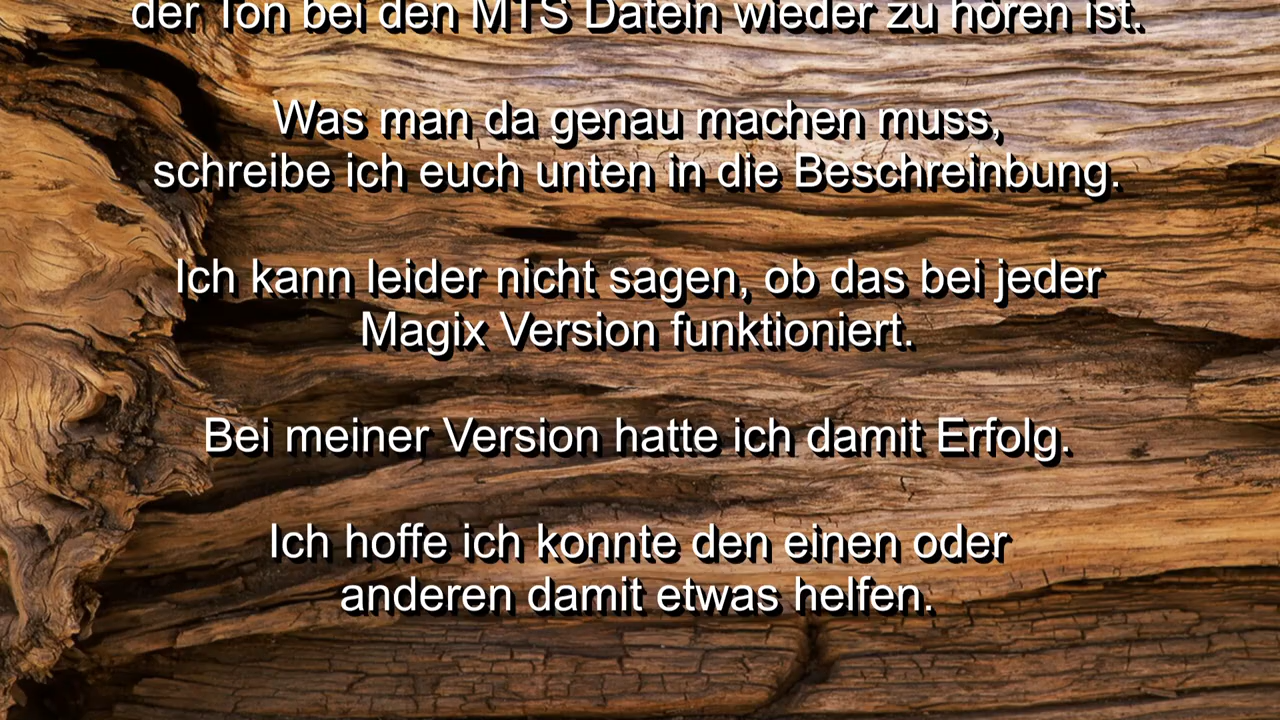 der Ton bei den MTS Datein wieder zu hören ist.
Was man da genau machen muss,
schreibe ich euch unten in die Beschreinbung.
Ich kann leider nicht sagen, ob das bei jeder
Magix Version funktioniert.
Bei meiner Version hatte ich damit Erfolg.
Ich hoffe ich konnte den einen oder
anderen damit etwas helfen.